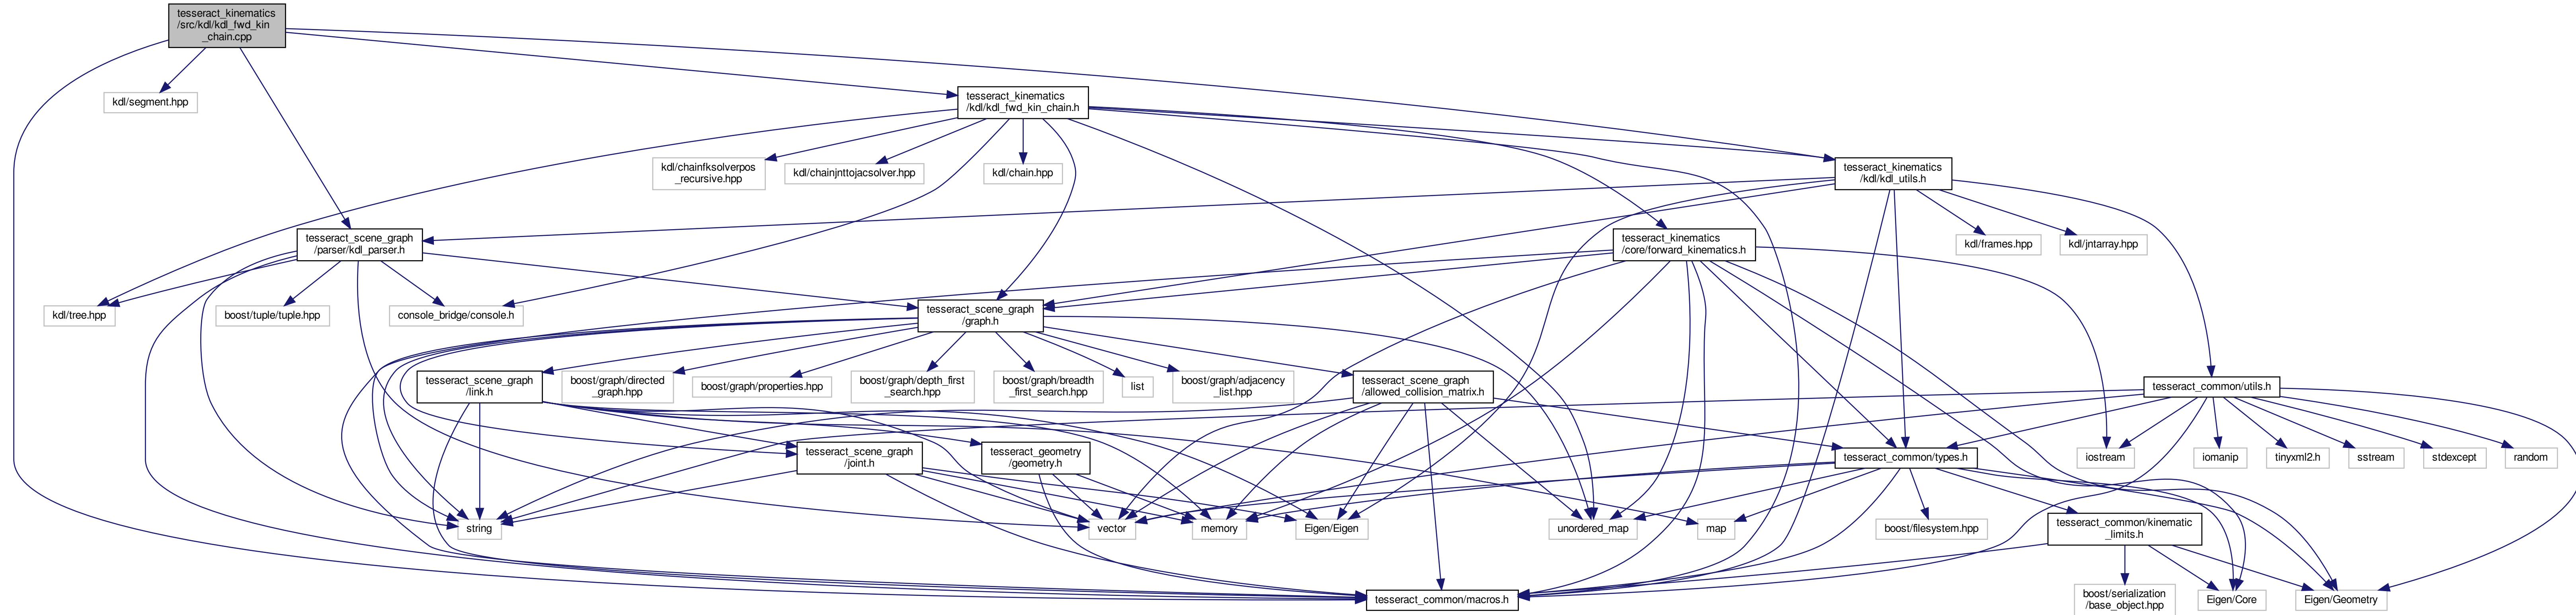 tesseract_kinematics
/src/kdl/kdl_fwd_kin
_chain.cpp
kdl/segment.hpp
tesseract_kinematics
/kdl/kdl_fwd_kin_chain.h
kdl/chainfksolverpos
_recursive.hpp
kdl/chainjnttojacsolver.hpp
kdl/chain.hpp
tesseract_kinematics
/kdl/kdl_utils.h
tesseract_scene_graph
/parser/kdl_parser.h
tesseract_kinematics
/core/forward_kinematics.h
kdl/frames.hpp
kdl/jntarray.hpp
kdl/tree.hpp
boost/tuple/tuple.hpp
console_bridge/console.h
tesseract_scene_graph
/graph.h
tesseract_scene_graph
/link.h
boost/graph/directed
_graph.hpp
boost/graph/properties.hpp
boost/graph/depth_first
_search.hpp
boost/graph/breadth
_first_search.hpp
list
boost/graph/adjacency
_list.hpp
tesseract_scene_graph
/allowed_collision_matrix.h
tesseract_common/utils.h
tesseract_scene_graph
/joint.h
tesseract_geometry
/geometry.h
tesseract_common/types.h
iostream
iomanip
tinyxml2.h
sstream
stdexcept
random
string
vector
memory
Eigen/Eigen
unordered_map
map
boost/filesystem.hpp
tesseract_common/kinematic
_limits.h
tesseract_common/macros.h
boost/serialization
/base_object.hpp
Eigen/Core
Eigen/Geometry